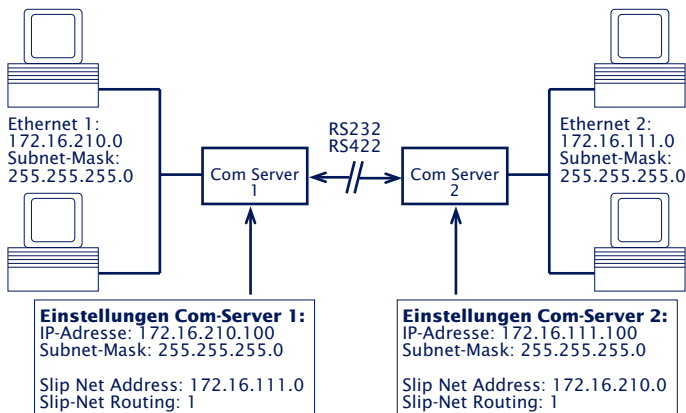 Ethernet 1:
172.16.210.0
Subnet-Mask:
255.255.255.0
Com Server
1
RS232
RS422
Com Server
2
Ethernet 2:
172.16.111.0
Subnet-Mask:
255.255.255.0
Einstellungen Com-Server 1:
IP-Adresse: 172.16.210.100
Subnet-Mask: 255.255.255.0
Slip Net Address: 172.16.111.0
Slip-Net Routing: 1
Einstellungen Com-Server 2:
IP-Adresse: 172.16.111.100
Subnet-Mask: 255.255.255.0
Slip Net Address: 172.16.210.0
Slip-Net Routing: 1